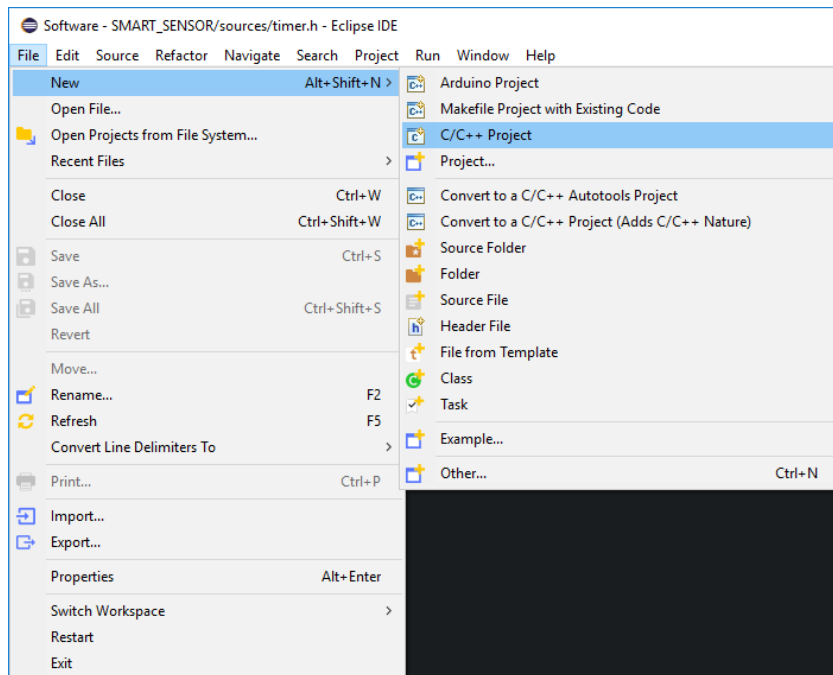 Software - SMART_SENSOR/sources/timer.h - Eclipse IDE
File Edit Source Refactor Navigate Search Project Run Window Help
New Alt+Shift+N >
Open File...
Open Projects from File System...
Recent Files >
Close Ctrl+W
Close All Ctrl+Shift+W
Save Ctrl+S
Save As...
Save All Ctrl+Shift+S
Revert
Move...
Rename... F2
Refresh F5
Convert Line Delimiters To >
Print... Ctrl+P
Import...
Export...
Properties Alt+Enter
Switch Workspace >
Restart
Exit
Arduino Project
Makefile Project with Existing Code
C/C++ Project
Project...
Convert to a C/C++ Autotools Project
Convert to a C/C++ Project (Adds C/C++ Nature)
Source Folder
Folder
Source File
Header File
File from Template
Class
Task
Example...
Other... Ctrl+N